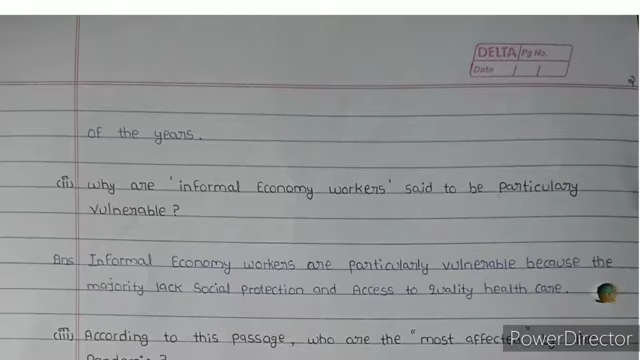 DELTA Pg No.
Date / /
of the years.
(ii) Why are 'informal Economy workers' said to be particulary
vulnerable?
Ans Informal Economy workers are particularly vulnerable because the
majority lack Social Protection and Access to quality health care.
(iii) According to this passage, who are the "most affected"
Pandemic?
PowerDirector